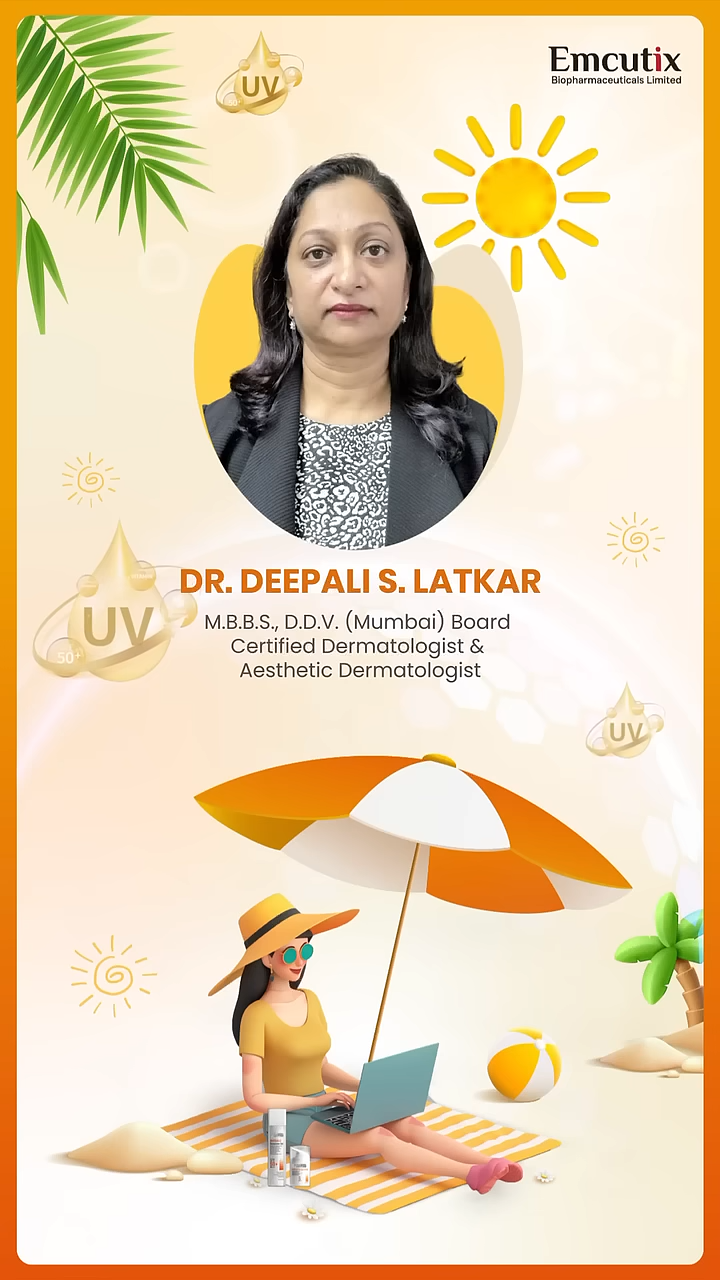 UV
Emcutix
Biopharmaceuticals Limited
DR. DEEPALI S. LATKAR
M.B.B.S., D.D.V. (Mumbai) Board
Certified Dermatologist &
Aesthetic Dermatologist
UV
50+
UV